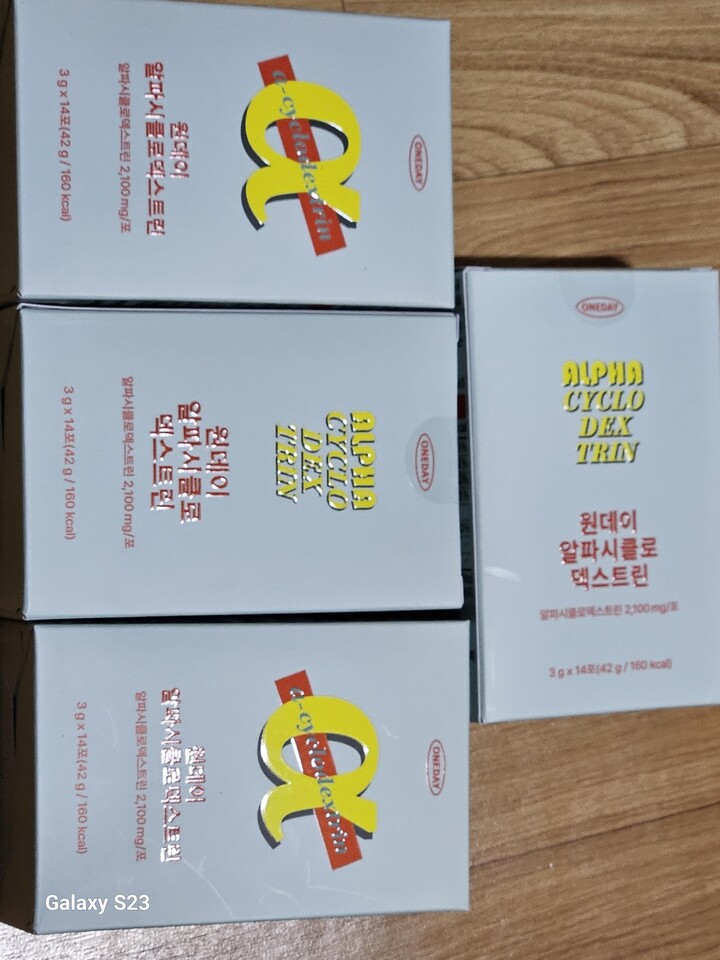 ONEDAY
α-cyclodextrin
원데이
알파시클로덱스트린
알파시클로덱스트린 2,100 mg/포
3 g x 14포(42 g / 160 kcal)
ONEDAY
ALPHA
CYCLO
DEX
TRIN
원데이
알파시클로
덱스트린
알파시클로덱스트린 2,100 mg/포
3 g x 14포(42 g / 160 kcal)
ONEDAY
α-cyclodextrin
원데이
알파시클로덱스트린
알파시클로덱스트린 2,100 mg/포
3 g x 14포(42 g / 160 kcal)
ONEDAY
ALPHA
CYCLO
DEX
TRIN
원데이
알파시클로
덱스트린
알파시클로덱스트린 2,100 mg/포
3 g x 14포(42 g / 160 kcal)
Galaxy S23